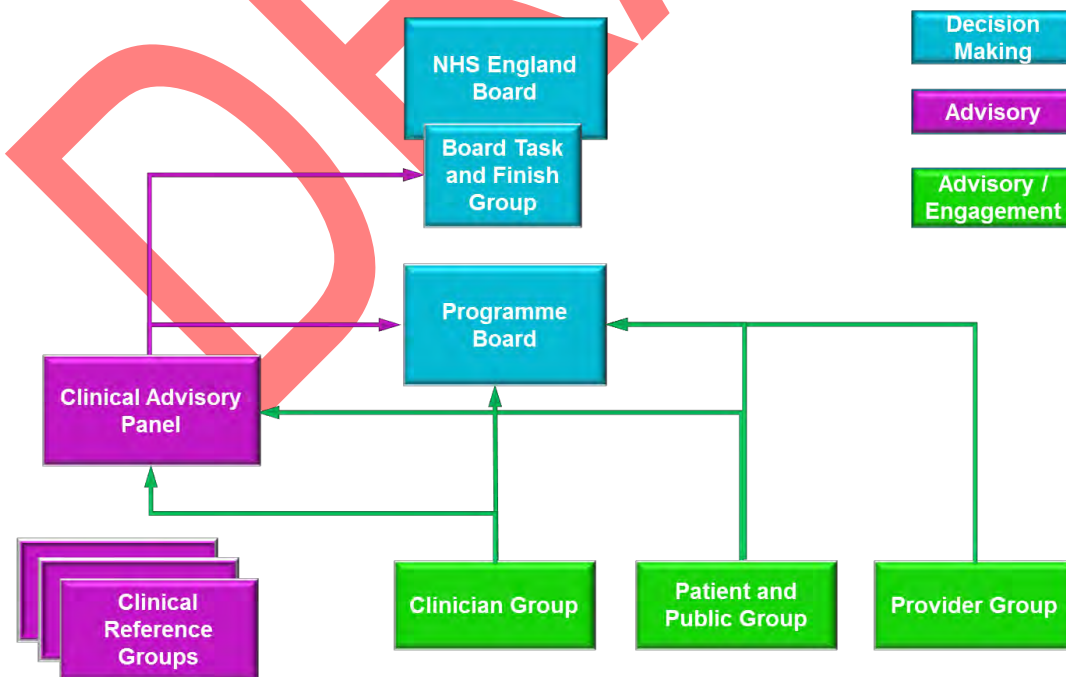 DRA
NHS England
Board
Board Task
and Finish
Group
Decision
Making
Advisory
Advisory /
Engagement
Programme
Board
Clinical Advisory
Panel
Clinical
Reference
Groups
Clinician Group
Patient and
Public Group
Provider Group